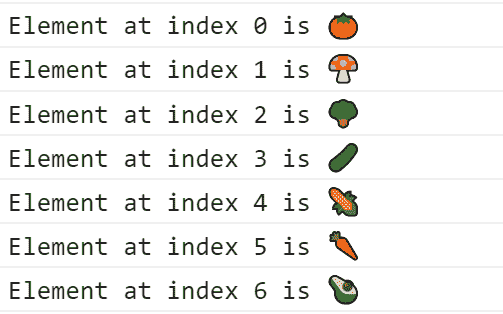 Element at index 0 is 🍅
Element at index 1 is 🍄
Element at index 2 is 🥦
Element at index 3 is 🥒
Element at index 4 is 🌽
Element at index 5 is 🥕
Element at index 6 is 🥑